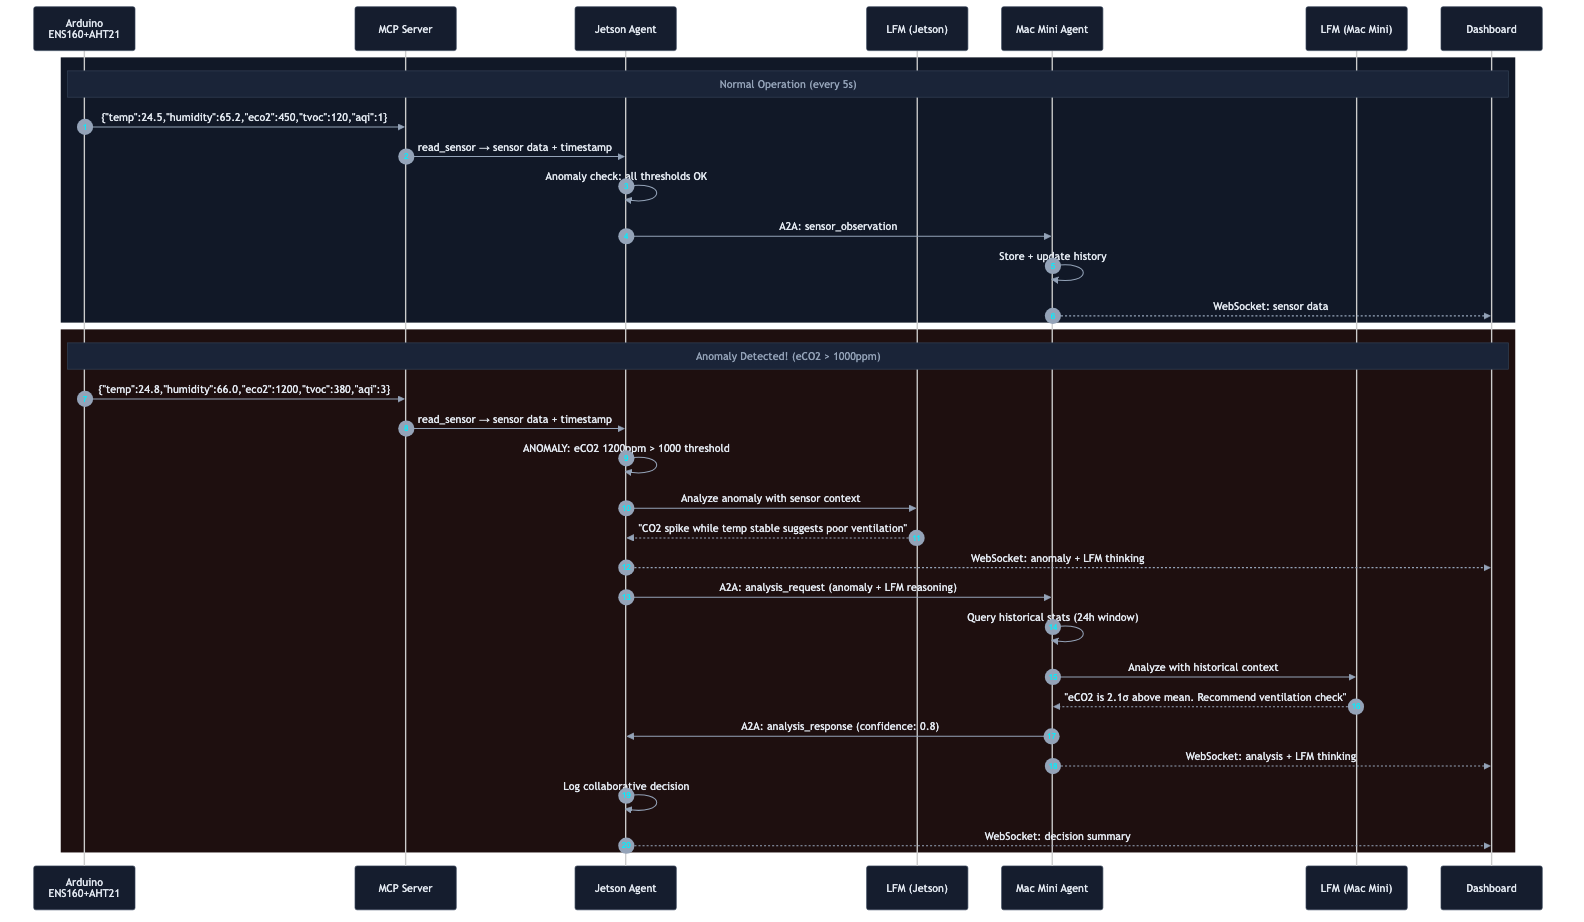 Arduino
ENS160+AHT21
MCP Server
Jetson Agent
LFM (Jetson)
Mac Mini Agent
LFM (Mac Mini)
Dashboard
Normal Operation (every 5s)
{"temp":24.5,"humidity":65.2,"eco2":450,"tvoc":120,"aqi":1}
read_sensor → sensor data + timestamp
Anomaly check: all thresholds OK
A2A: sensor_observation
Store + update history
WebSocket: sensor data
Anomaly Detected! (eCO2 > 1000ppm)
{"temp":24.8,"humidity":66.0,"eco2":1200,"tvoc":380,"aqi":3}
read_sensor → sensor data + timestamp
ANOMALY: eCO2 1200ppm > 1000 threshold
Analyze anomaly with sensor context
"CO2 spike while temp stable suggests poor ventilation"
WebSocket: anomaly + LFM thinking
A2A: analysis_request (anomaly + LFM reasoning)
Query historical stats (24h window)
Analyze with historical context
"eCO2 is 2.1σ above mean. Recommend ventilation check"
A2A: analysis_response (confidence: 0.8)
WebSocket: analysis + LFM thinking
Log collaborative decision
WebSocket: decision summary
Arduino
ENS160+AHT21
MCP Server
Jetson Agent
LFM (Jetson)
Mac Mini Agent
LFM (Mac Mini)
Dashboard